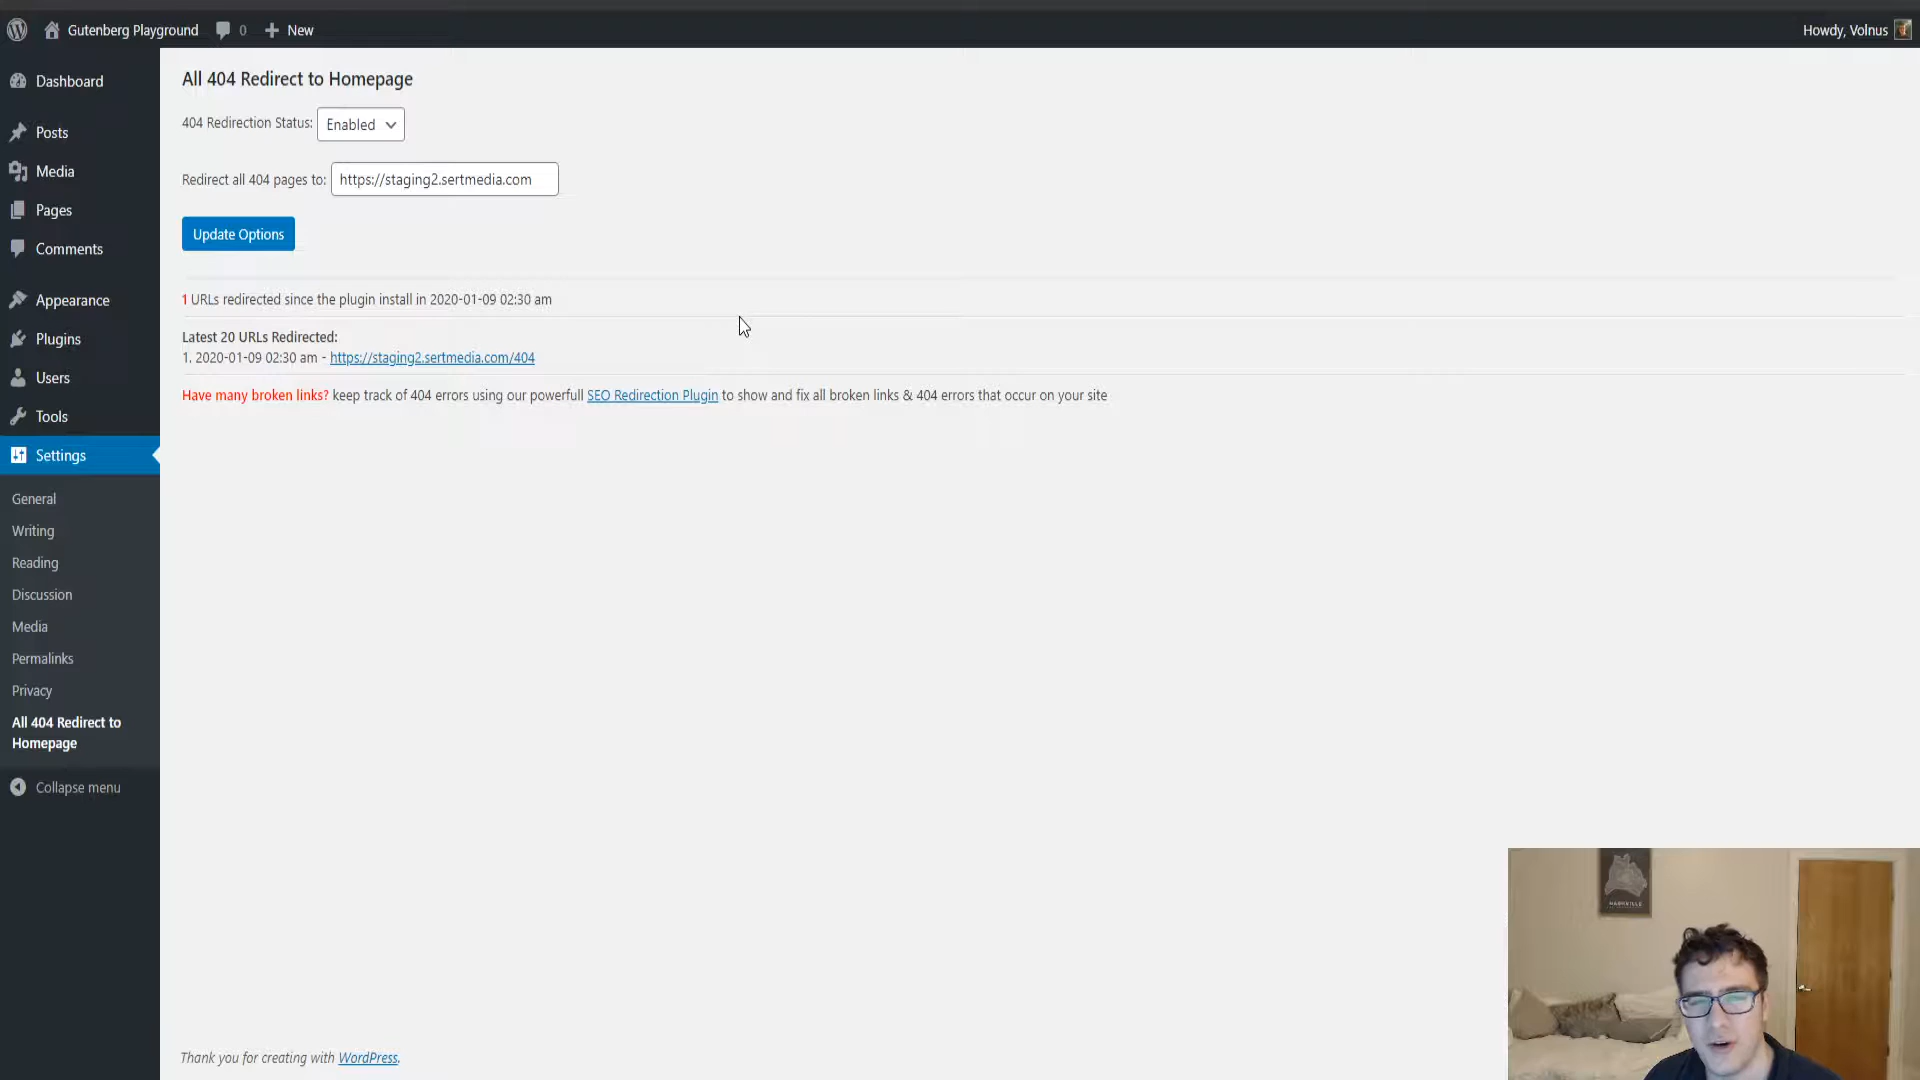 Gutenberg Playground 0 New Howdy, Volnus
Dashboard
Posts
Media
Pages
Comments
Appearance
Plugins
Users
Tools
Settings
General
Writing
Reading
Discussion
Media
Permalinks
Privacy
All 404 Redirect to
Homepage
Collapse menu
All 404 Redirect to Homepage
404 Redirection Status: Enabled
Redirect all 404 pages to: https://staging2.sertmedia.com
Update Options
1 URLs redirected since the plugin install in 2020-01-09 02:30 am
Latest 20 URLs Redirected:
1. 2020-01-09 02:30 am - https://staging2.sertmedia.com/404
Have many broken links? keep track of 404 errors using our powerfull SEO Redirection Plugin to show and fix all broken links & 404 errors that occur on your site
Thank you for creating with WordPress.
NASHVILLE